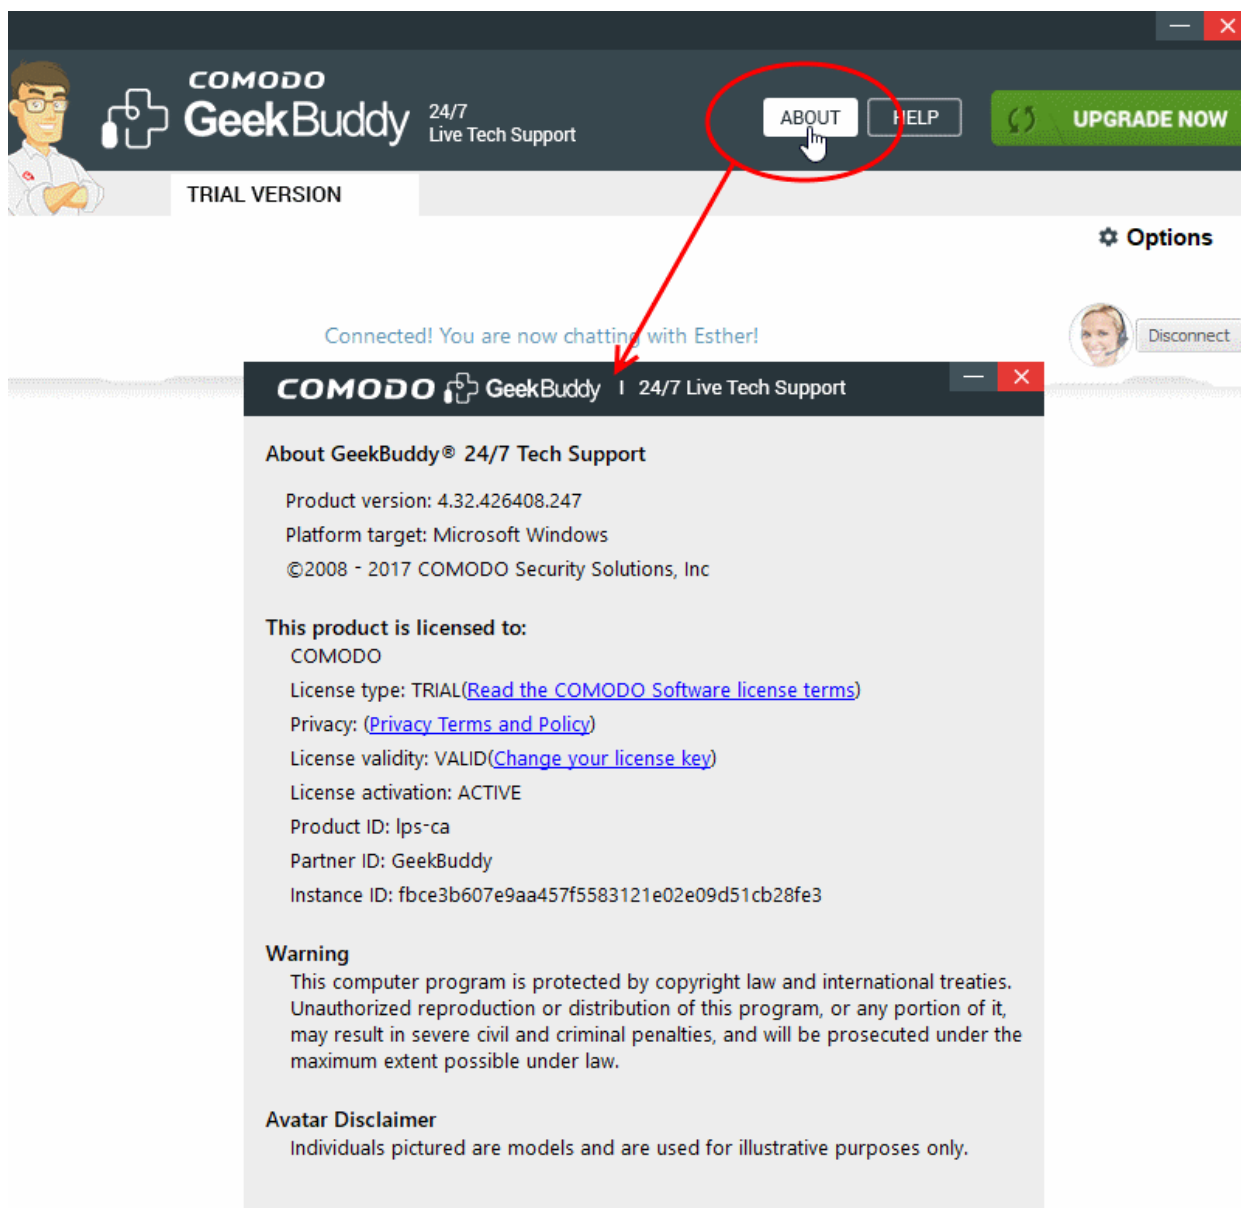 COMODO
GeekBuddy
24/7
Live Tech Support
ABOUT
HELP
UPGRADE NOW
TRIAL VERSION
Options
Connected! You are now chatting with Esther!
Disconnect
COMODO GeekBuddy | 24/7 Live Tech Support
About GeekBuddy® 24/7 Tech Support
Product version: 4.32.426408.247
Platform target: Microsoft Windows
©2008 - 2017 COMODO Security Solutions, Inc
This product is licensed to:
COMODO
License type: TRIAL(Read the COMODO Software license terms)
Privacy: (Privacy Terms and Policy)
License validity: VALID(Change your license key)
License activation: ACTIVE
Product ID: lps-ca
Partner ID: GeekBuddy
Instance ID: fbce3b607e9aa457f5583121e02e09d51cb28fe3
Warning
This computer program is protected by copyright law and international treaties.
Unauthorized reproduction or distribution of this program, or any portion of it,
may result in severe civil and criminal penalties, and will be prosecuted under the
maximum extent possible under law.
Avatar Disclaimer
Individuals pictured are models and are used for illustrative purposes only.